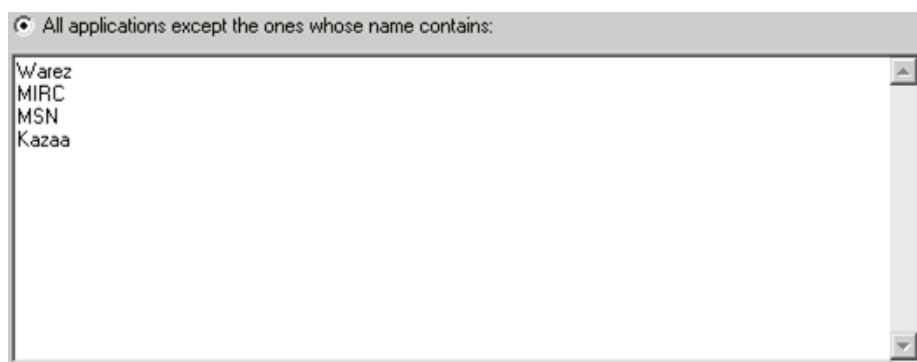 All applications except the ones whose name contains:
Warez
MIRC
MSN
Kazaa